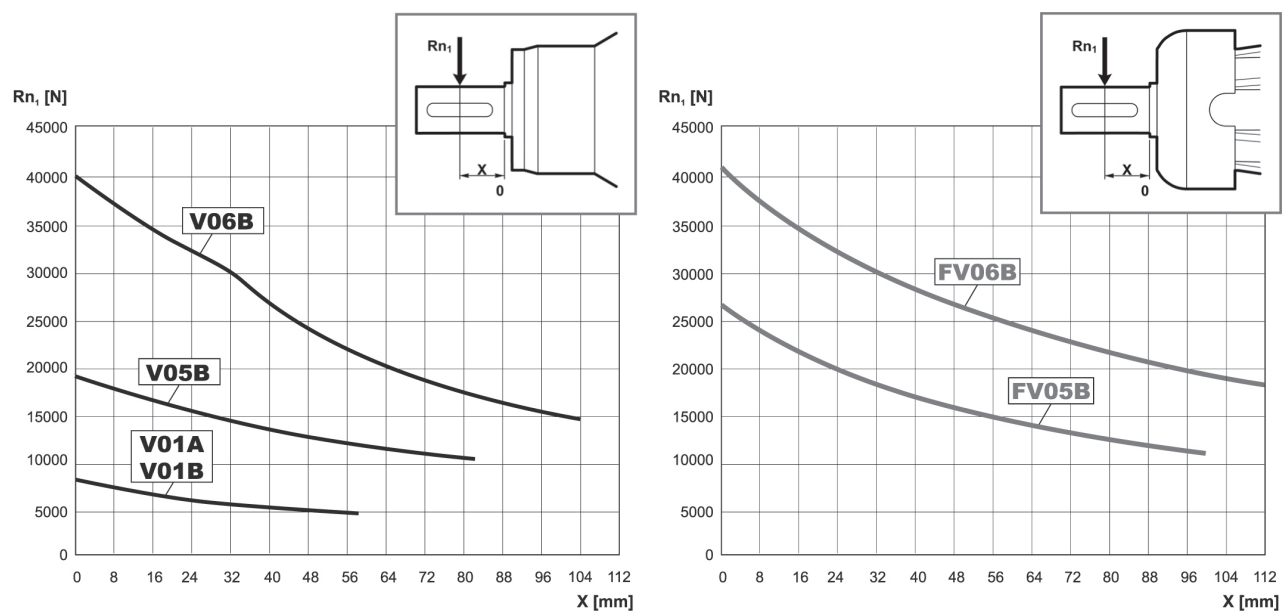 Rn₁ [N]
45000
40000
35000
30000
25000
20000
15000
10000
5000
0
0 8 16 24 32 40 48 56 64 72 80 88 96 104 112
X [mm]
V06B
V05B
V01A
V01B
Rn₁
X
0
Rn₁ [N]
45000
40000
35000
30000
25000
20000
15000
10000
5000
0
0 8 16 24 32 40 48 56 64 72 80 88 96 104 112
X [mm]
FV06B
FV05B
Rn₁
X
0